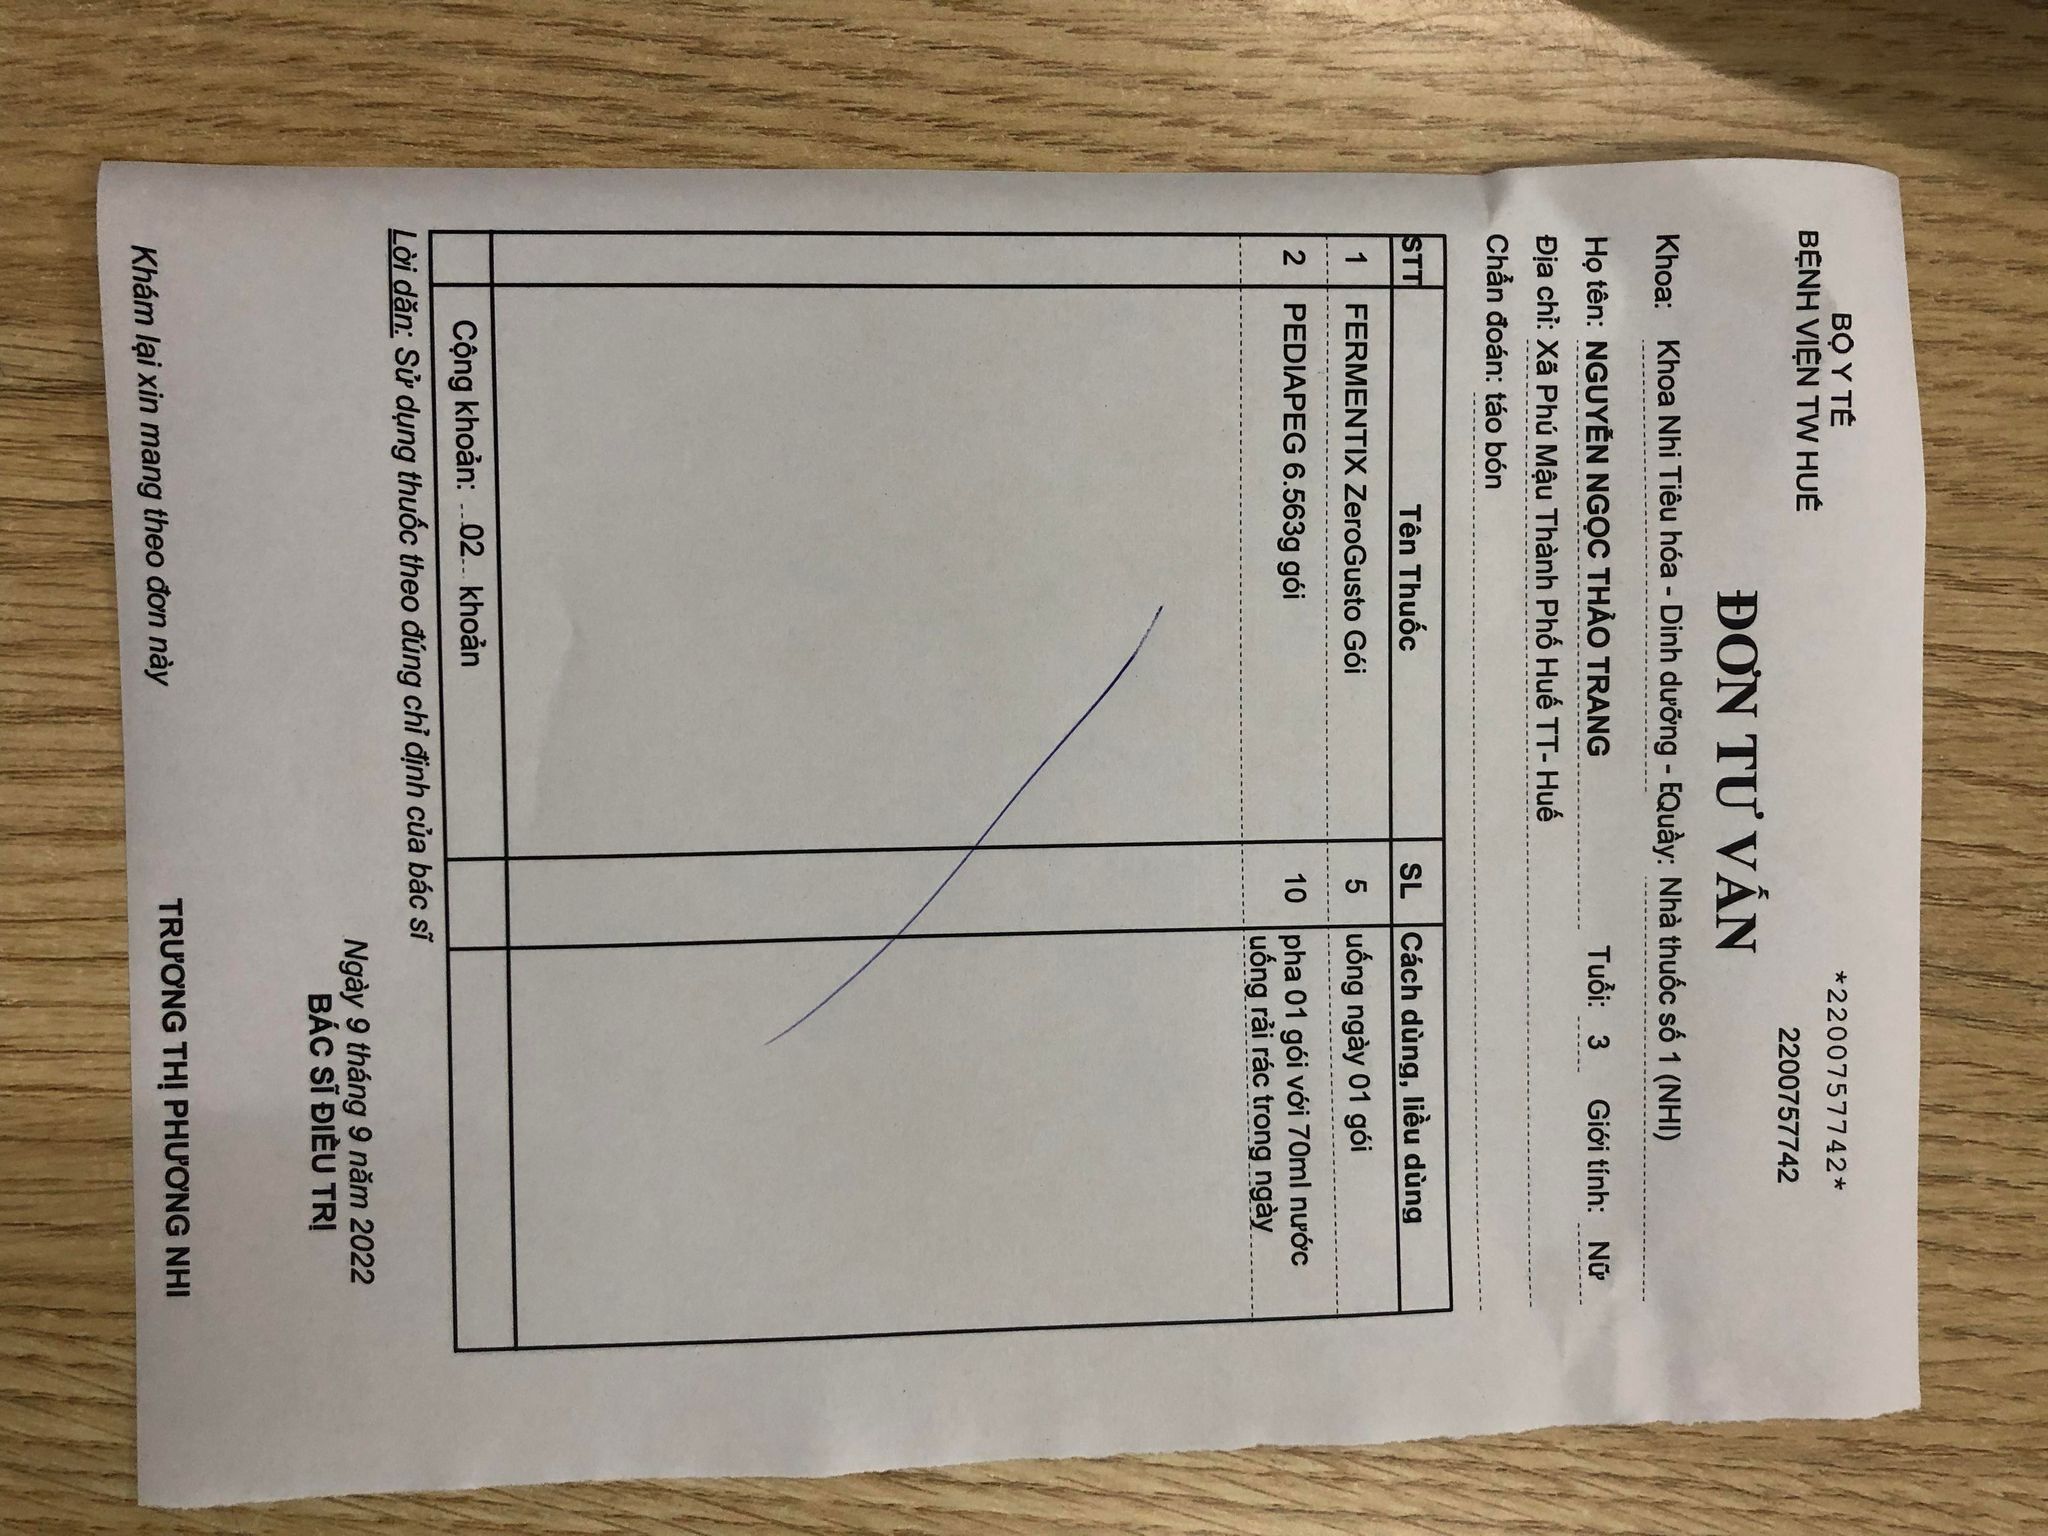 BỘ Y TẾ
BỆNH VIỆN TW HUẾ
*2200757742*
2200757742
ĐƠN TƯ VẤN
Khoa: Khoa Nhi Tiêu hóa - Dinh dưỡng - EQuầy: Nhà thuốc số 1 (NHI)
Họ tên: NGUYỄN NGỌC THẢO TRANG Tuổi: 3 Giới tính: Nữ
Địa chỉ: Xã Phú Mậu Thành Phố Huế TT- Huế
Chẩn đoán: táo bón
STT Tên Thuốc SL Cách dùng, liều dùng
1 FERMENTIX ZeroGusto Gói 5 uống ngày 01 gói
2 PEDIAPEG 6.563g gói 10 pha 01 gói với 70ml nước
uống rải rác trong ngày
Cộng khoản: ...02... khoản
Lời dặn: Sử dụng thuốc theo đúng chỉ định của bác sĩ
Ngày 9 tháng 9 năm 2022
BÁC SĨ ĐIỀU TRỊ
Khám lại xin mang theo đơn này
TRƯƠNG THỊ PHƯƠNG NHI